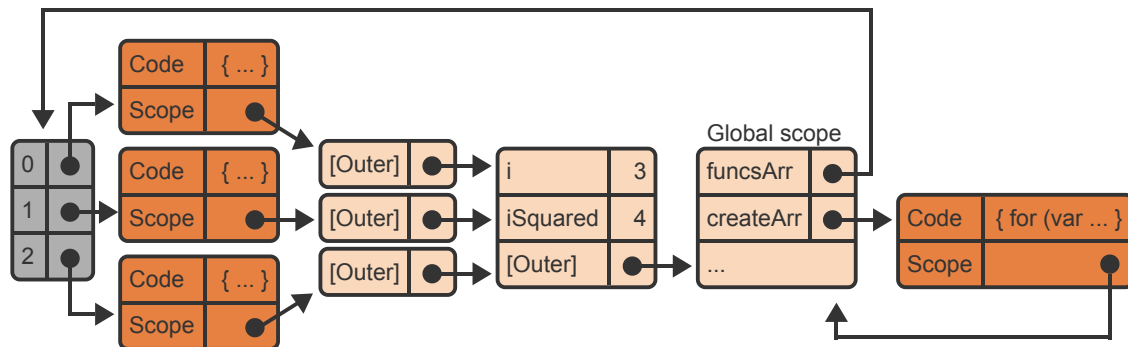 0
1
2
Code { ... }
Scope
Code { ... }
Scope
Code { ... }
Scope
[Outer]
[Outer]
[Outer]
i 3
iSquared 4
[Outer]
Global scope
funcsArr
createArr
...
Code { for (var ... }
Scope